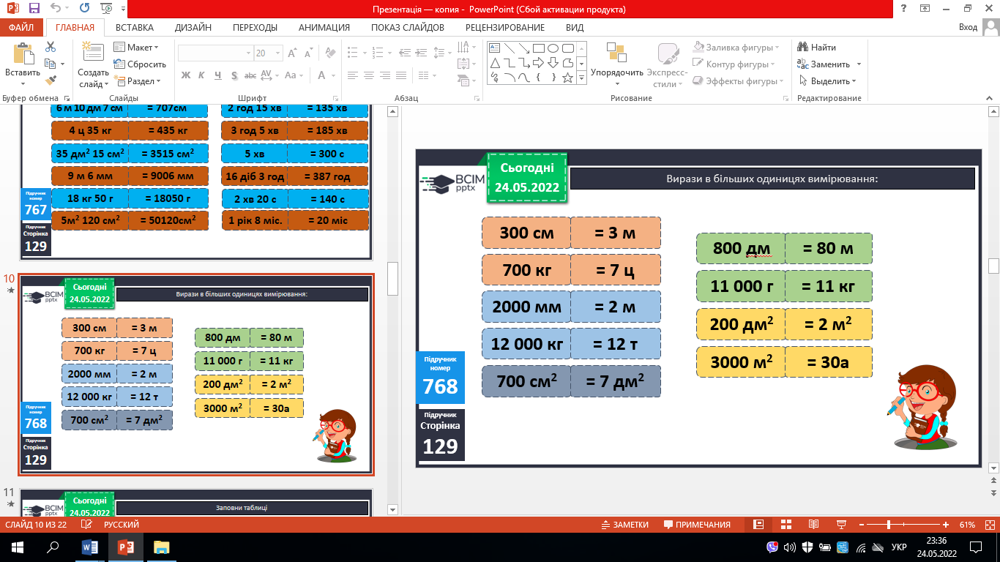 Презентація — копия - PowerPoint (Сбой активации продукта)
ФАЙЛ ГЛАВНАЯ ВСТАВКА ДИЗАЙН ПЕРЕХОДЫ АНИМАЦИЯ ПОКАЗ СЛАЙДОВ РЕЦЕНЗИРОВАНИЕ ВИД Вход
Вставить
Буфер обмена
Создать слайд
Макет
Сбросить
Раздел
Слайды
20
Ж К Ч S abc AV Aa A
Шрифт
Абзац
Упорядочить
Экспресс-стили
Заливка фигуры
Контур фигуры
Эффекты фигуры
Рисование
Найти
Заменить
Выделить
Редактирование
6 м 10 дм 7 см = 707см
4 ц 35 кг = 435 кг
35 дм² 15 см² = 3515 см²
9 м 6 мм = 9006 мм
18 кг 50 г = 18050 г
5м² 120 см² = 50120см²
2 год 15 хв = 135 хв
3 год 5 хв = 185 хв
5 хв = 300 с
16 діб 3 год = 387 год
2 хв 20 с = 140 с
1 рік 8 міс. = 20 міс
Підручник
номер
767
Підручник
Сторінка
129
10
Сьогодні
24.05.2022
BCIM
pptx
Вирази в більших одиницях вимірювання:
300 см = 3 м
700 кг = 7 ц
2000 мм = 2 м
12 000 кг = 12 т
700 см² = 7 дм²
800 дм = 80 м
11 000 г = 11 кг
200 дм² = 2 м²
3000 м² = 30а
Підручник
номер
768
Підручник
Сторінка
129
11
Сьогодні
24.05.2022
BCIM
pptx
Заповни таблиці
Сьогодні
24.05.2022
BCIM
pptx
Вирази в більших одиницях вимірювання:
300 см = 3 м
700 кг = 7 ц
2000 мм = 2 м
12 000 кг = 12 т
700 см² = 7 дм²
800 дм = 80 м
11 000 г = 11 кг
200 дм² = 2 м²
3000 м² = 30а
Підручник
номер
768
Підручник
Сторінка
129
СЛАЙД 10 ИЗ 22 РУССКИЙ ЗАМЕТКИ ПРИМЕЧАНИЯ 61%
УКР
23:36
24.05.2022